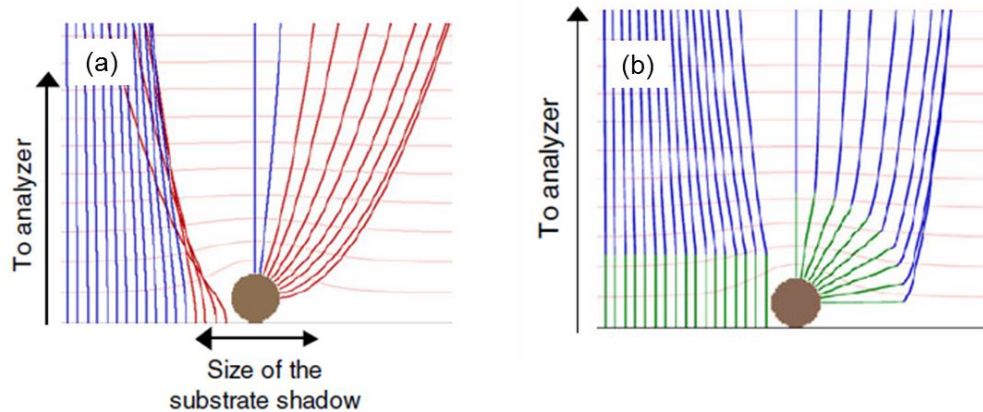 (a)
To analyzer
Size of the
substrate shadow
(b)
To analyzer